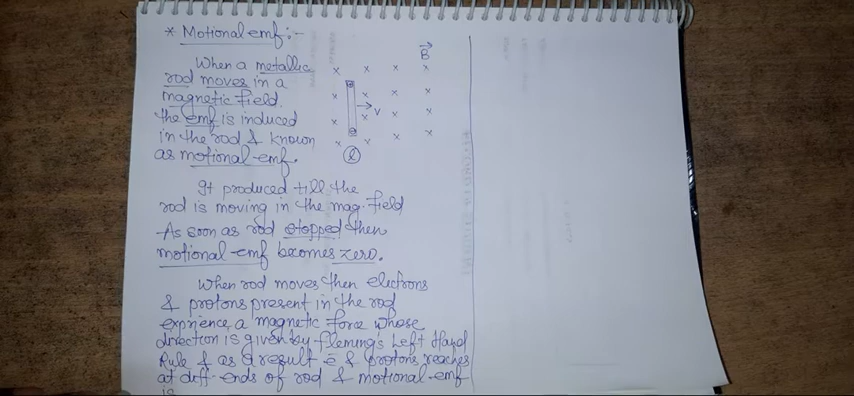 * Motional emf :-
When a metallic
rod moves in a
magnetic field.
the emf is induced
in the rod & known
as motional emf.
B
x x x x
x x x x
v
x x x x
x x x x
l
It produced till the
rod is moving in the mag. field
As soon as rod stopped then
motional emf becomes zero.
When rod moves then electrons
& protons present in the rod
exprience a magnetic force whose
direction is given by fleming's Left Hand
Rule & as a result e & protons reaches
at diff. ends of rod & motional emf
is